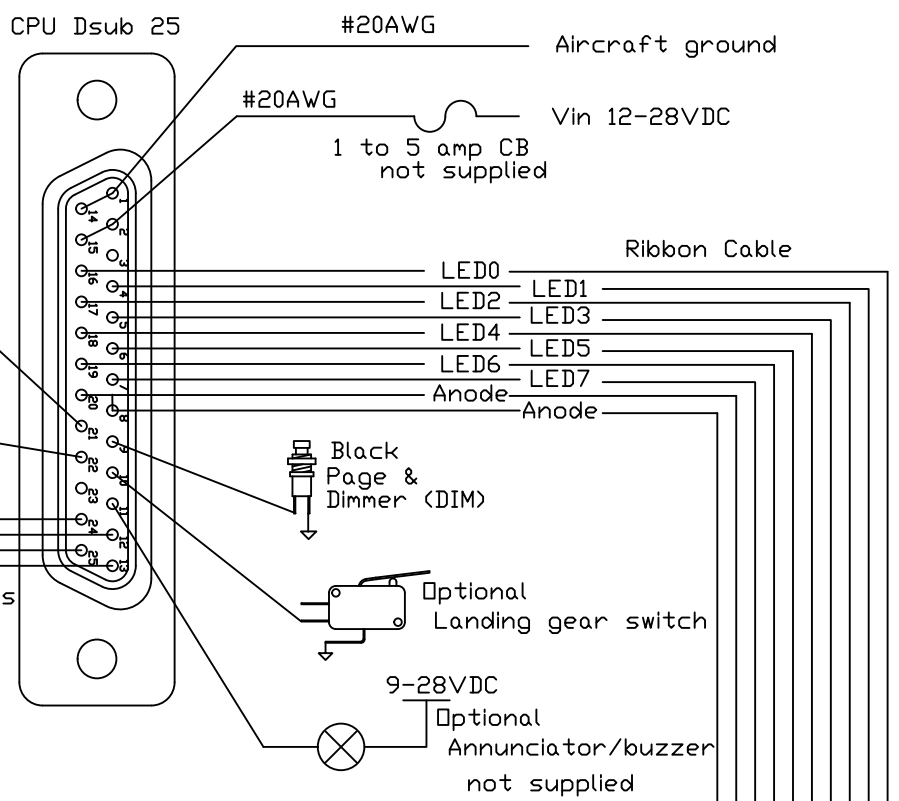 CPU Dsub 25
#20AWG
Aircraft ground
#20AWG
Vin 12-28VDC
1 to 5 amp CB
not supplied
Ribbon Cable
1
14
2
15
3
16
4
17
5
18
6
19
7
20
8
21
9
22
10
23
11
24
12
25
13
LED0
LED1
LED2
LED3
LED4
LED5
LED6
LED7
Anode
Anode
Black
Page &
Dimmer (DIM)
s
Optional
Landing gear switch
9-28VDC
Optional
Annunciator/buzzer
not supplied